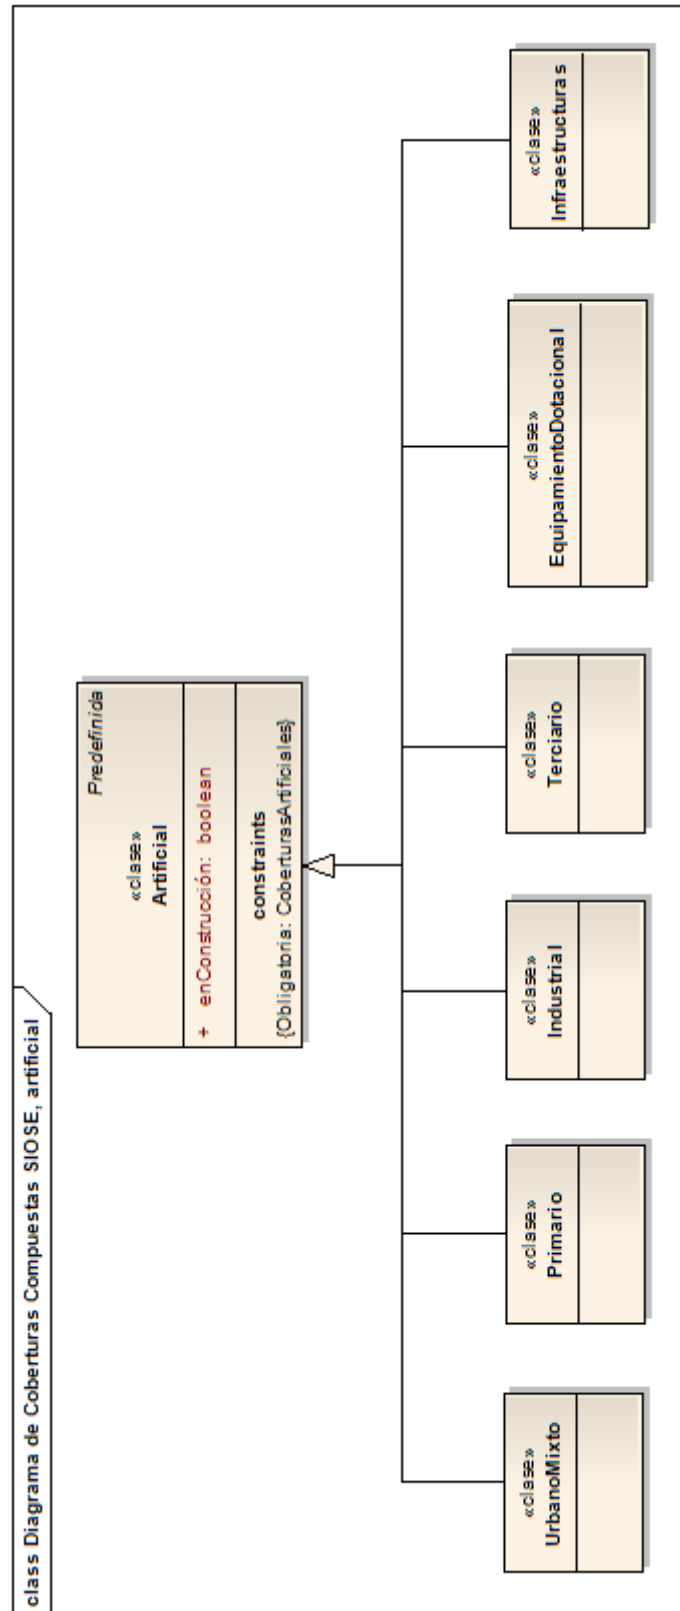 class Diagrama de Coberturas Compuestas SIOSE, artificial
Predefinida
«clase»
Artificial
+ enConstrucción: boolean
constraints
{Obligatoria: CoberturasArtificiales}
«clase»
UrbanoMixto
«clase»
Primario
«clase»
Industrial
«clase»
Terciario
«clase»
EquipamientoDotacional
«clase»
Infraestructuras